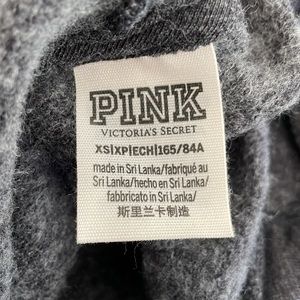 PINK
VICTORIA'S SECRET
XS|XP|ECH|165/84A
made in Sri Lanka/fabriqué au
Sri Lanka/hecho en Sri Lanka/
fabbricato in Sri Lanka/
斯里兰卡制造